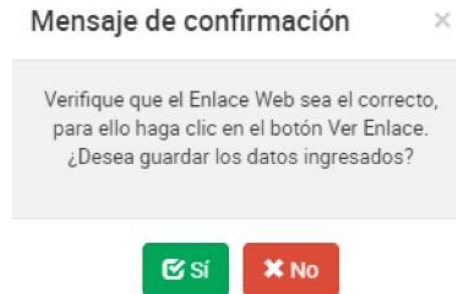 Mensaje de confirmación ×
Verifique que el Enlace Web sea el correcto,
para ello haga clic en el botón Ver Enlace.
¿Desea guardar los datos ingresados?
Sí No